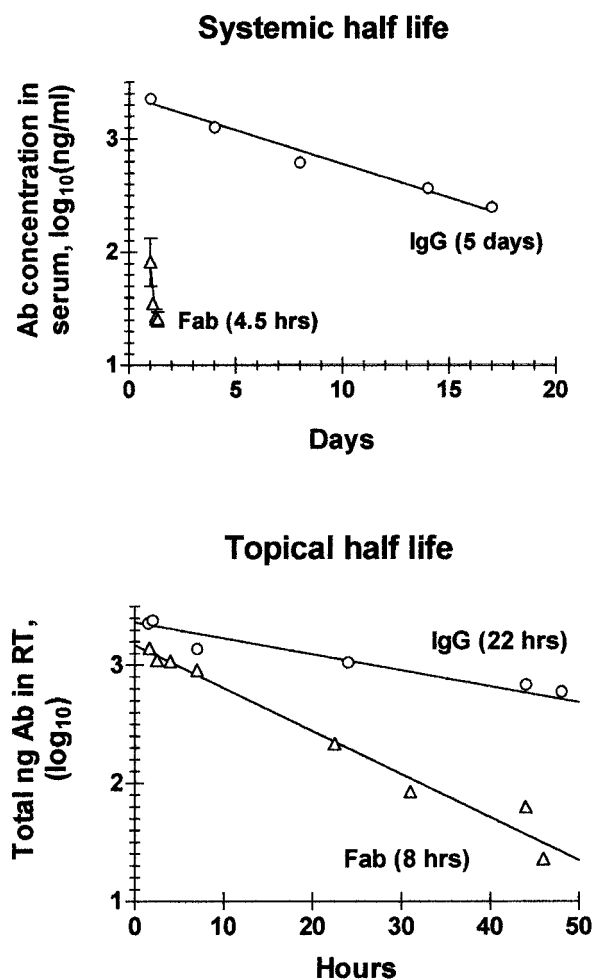 Systemic half life
Ab concentration in
serum, log10(ng/ml)
3
2
1
IgG (5 days)
Fab (4.5 hrs)
0 5 10 15 20
Days
Topical half life
Total ng Ab in RT,
(log10)
3
2
1
IgG (22 hrs)
Fab (8 hrs)
0 10 20 30 40 50
Hours